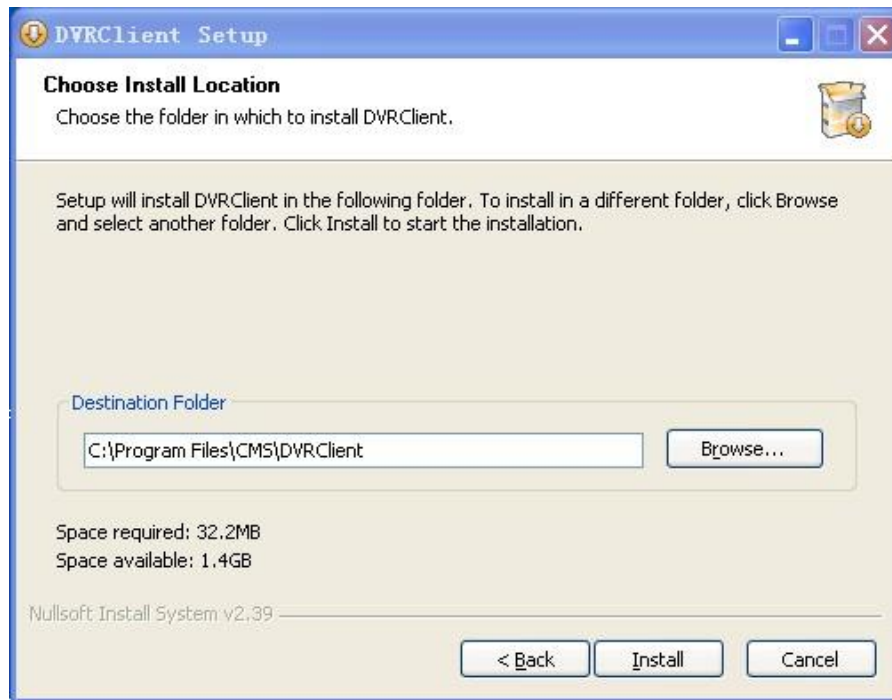 DVRClient Setup
Choose Install Location
Choose the folder in which to install DVRClient.
Setup will install DVRClient in the following folder. To install in a different folder, click Browse
and select another folder. Click Install to start the installation.
Destination Folder
C:\Program Files\CMS\DVRClient
Browse...
Space required: 32.2MB
Space available: 1.4GB
Nullsoft Install System v2.39
< Back
Install
Cancel